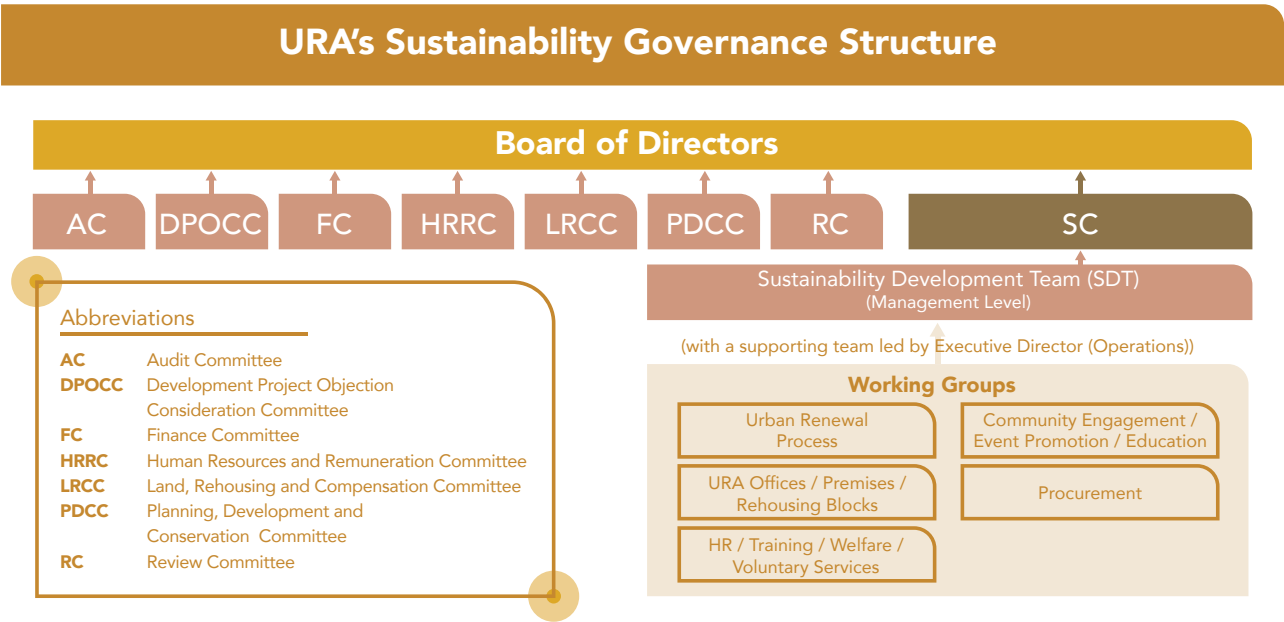 URA’s Sustainability Governance Structure
Board of Directors
AC
DPOCC
FC
HRRC
LRCC
PDCC
RC
SC
Sustainability Development Team (SDT)
(Management Level)
(with a supporting team led by Executive Director (Operations))
Working Groups
Urban Renewal
Process
Community Engagement /
Event Promotion / Education
URA Offices / Premises /
Rehousing Blocks
Procurement
HR / Training / Welfare /
Voluntary Services
Abbreviations
AC Audit Committee
DPOCC Development Project Objection
Consideration Committee
FC Finance Committee
HRRC Human Resources and Remuneration Committee
LRCC Land, Rehousing and Compensation Committee
PDCC Planning, Development and
Conservation Committee
RC Review Committee